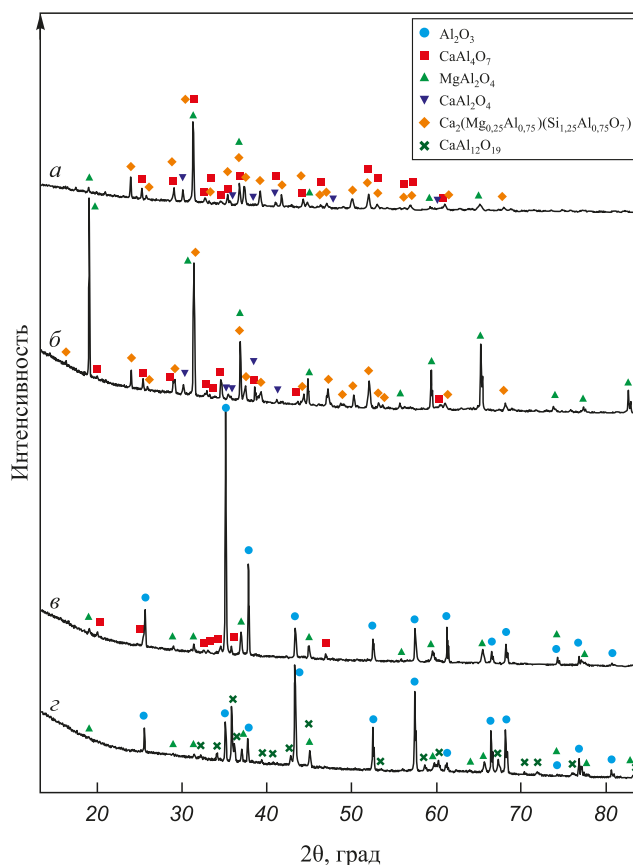 Al₂O₃
CaAl₄O₇
MgAl₂O₄
CaAl₂O₄
Ca₂(Mg₀,₂₅Al₀,₇₅)(Si₁,₂₅Al₀,₇₅O₇)
CaAl₁₂O₁₉
а
б
в
г
Интенсивность
20 30 40 50 60 70 80
2θ, град